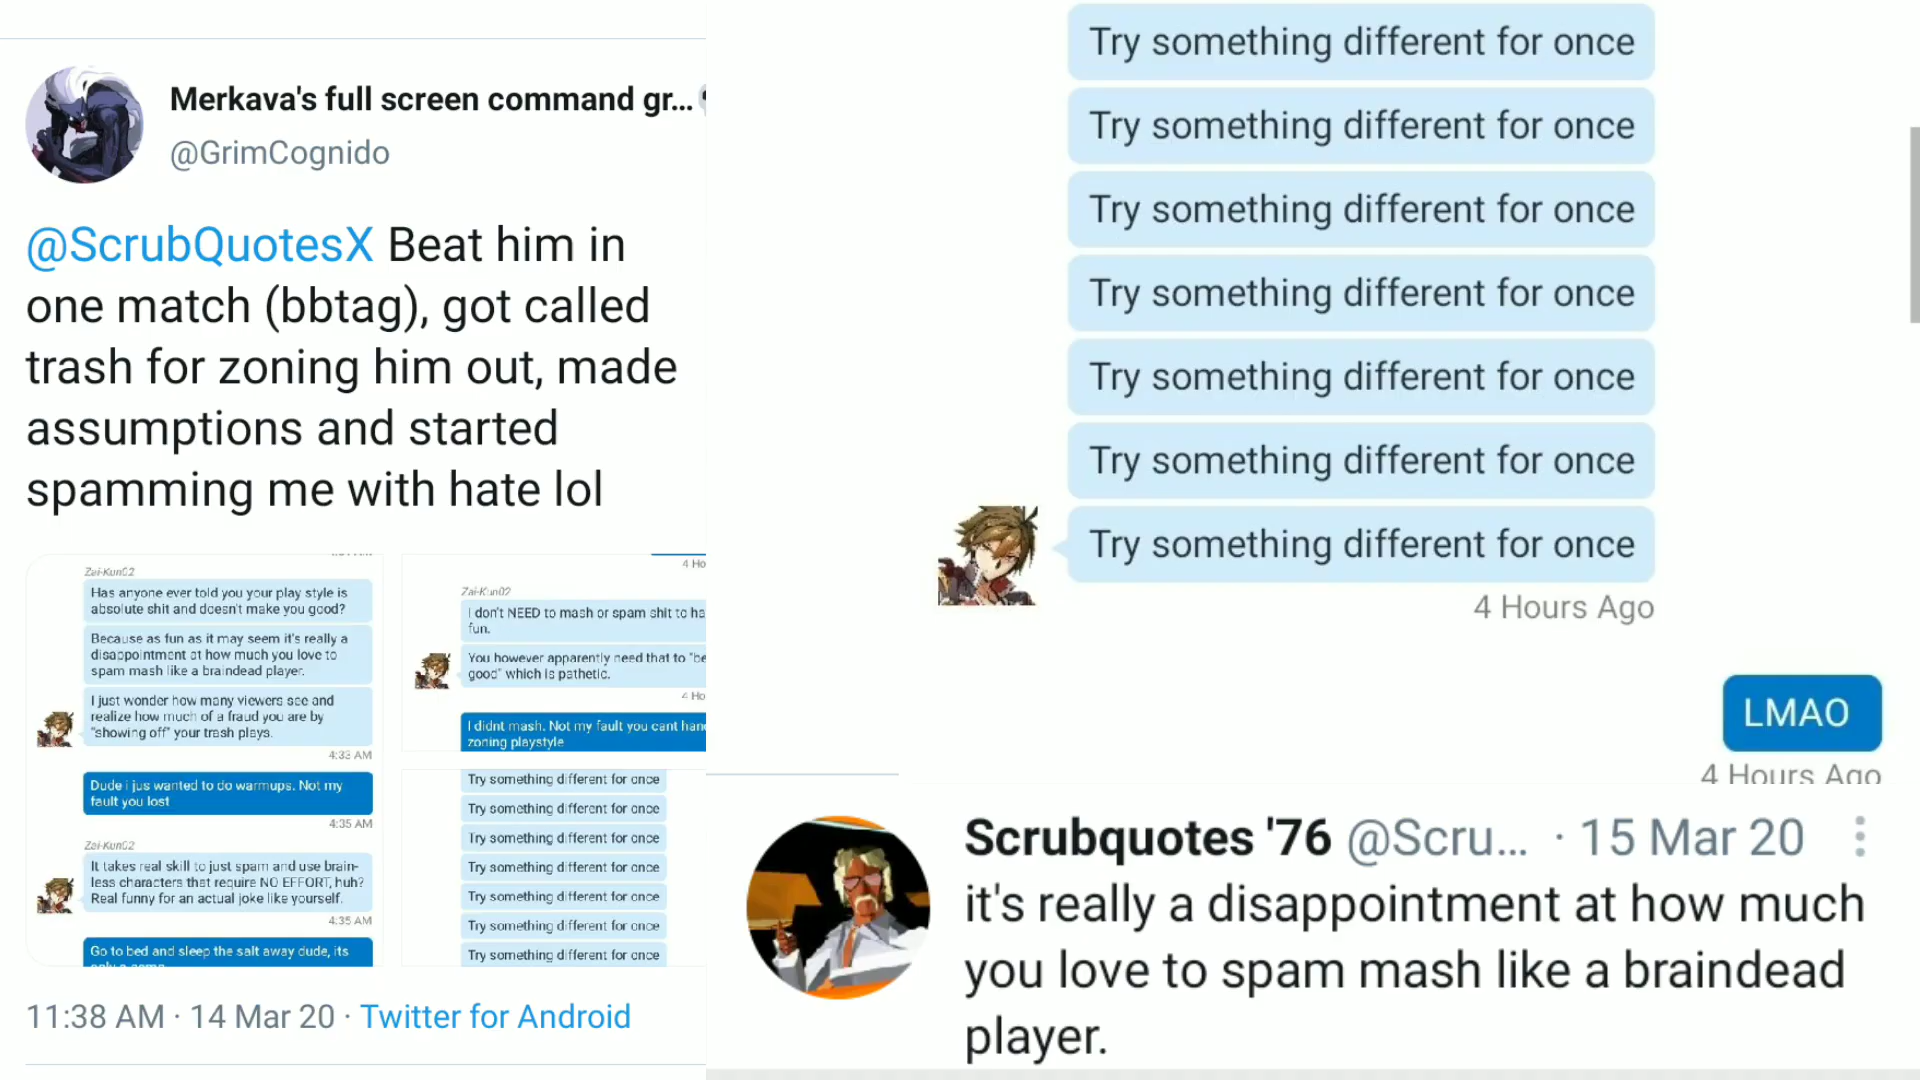 Merkava's full screen command gr...
@GrimCognido
@ScrubQuotesX Beat him in
one match (bbtag), got called
trash for zoning him out, made
assumptions and started
spamming me with hate lol
Zai-Kun02
Has anyone ever told you your play style is
absolute shit and doesn't make you good?
Because as fun as it may seem it's really a
disappointment at how much you love to
spam mash like a braindead player.
I just wonder how many viewers see and
realize how much of a fraud you are by
"showing off" your trash plays.
4:33 AM
Dude i jus wanted to do warmups. Not my
fault you lost
4:35 AM
Zai-Kun02
It takes real skill to just spam and use brain-
less characters that require NO EFFORT, huh?
Real funny for an actual joke like yourself.
4:35 AM
Go to bed and sleep the salt away dude, its
4 Ho
Zai-Kun02
I don't NEED to mash or spam shit to ha
fun.
You however apparently need that to "be
good" which is pathetic.
4 Ho
I didnt mash. Not my fault you cant han
zoning playstyle
Try something different for once
Try something different for once
Try something different for once
Try something different for once
Try something different for once
Try something different for once
Try something different for once
11:38 AM · 14 Mar 20 · Twitter for Android
Try something different for once
Try something different for once
Try something different for once
Try something different for once
Try something different for once
Try something different for once
Try something different for once
4 Hours Ago
LMAO
4 Hours Ago
Scrubquotes '76 @Scru... · 15 Mar 20
it's really a disappointment at how much
you love to spam mash like a braindead
player.